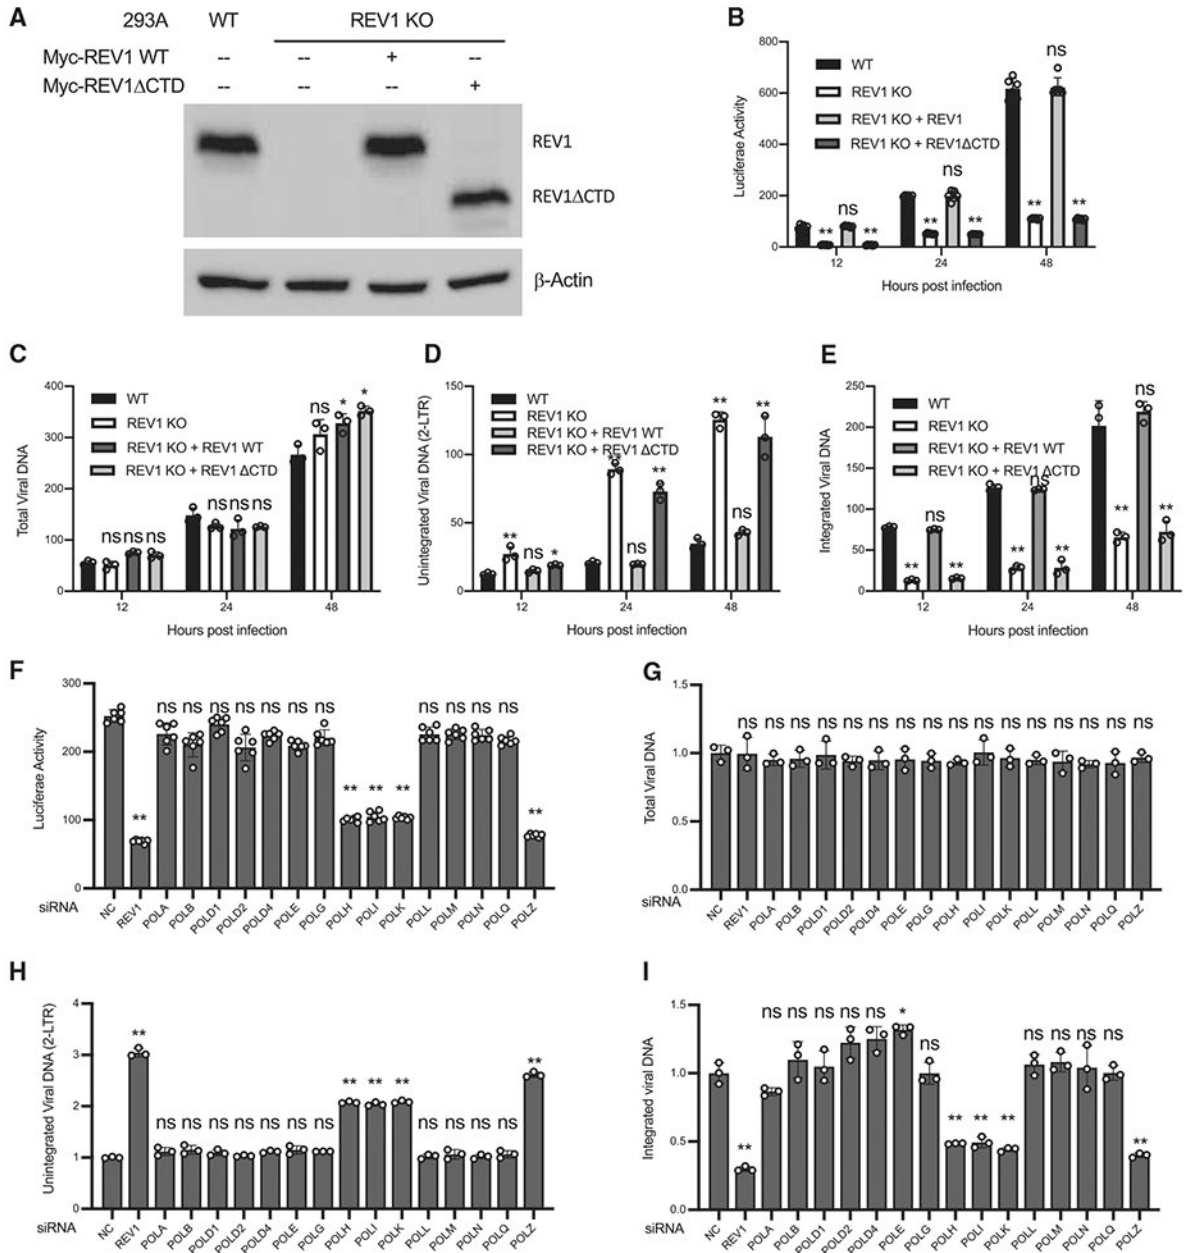 A
293A WT REV1 KO
Myc-REV1 WT -- -- + --
Myc-REV1ΔCTD -- -- -- +
REV1
REV1ΔCTD
β-Actin
B
800
600
400
200
0
Luciferae Activity
WT
REV1 KO
REV1 KO + REV1
REV1 KO + REV1ΔCTD
** ns **
** ns **
** ns **
12 24 48
Hours post infection
C
400
300
200
100
0
Total Viral DNA
WT
REV1 KO
REV1 KO + REV1 WT
REV1 KO + REV1 ΔCTD
ns ns ns
ns ns ns
ns * *
12 24 48
Hours post infection
D
150
100
50
0
Unintegrated Viral DNA (2-LTR)
WT
REV1 KO
REV1 KO + REV1 WT
REV1 KO + REV1 ΔCTD
** ns *
** ns **
** ns **
12 24 48
Hours post infection
E
250
200
150
100
50
0
Integrated Viral DNA
WT
REV1 KO
REV1 KO + REV1 WT
REV1 KO + REV1 ΔCTD
** ns **
** ns **
** ns **
12 24 48
Hours post infection
F
300
200
100
0
Luciferae Activity
** ns ns ns ns ns ns ns ** ** ** ns ns ns ns **
siRNA
NC REV1 POLA POLB POLD1 POLD2 POLD4 POLE POLG POLH POLI POLK POLL POLM POLN POLQ POLZ
G
1.5
1.0
0.5
0.0
Total Viral DNA
ns ns ns ns ns ns ns ns ns ns ns ns ns ns ns ns
siRNA
NC REV1 POLA POLB POLD1 POLD2 POLD4 POLE POLG POLH POLI POLK POLL POLM POLN POLQ POLZ
H
4
3
2
1
0
Unintegrated Viral DNA (2-LTR)
** ns ns ns ns ns ns ns ** ** ** ns ns ns ns **
siRNA
NC REV1 POLA POLB POLD1 POLD2 POLD4 POLE POLG POLH POLI POLK POLL POLM POLN POLQ POLZ
I
1.5
1.0
0.5
0.0
Integrated viral DNA
** ns ns ns ns ns * ns ** ** ** ns ns ns ns **
siRNA
NC REV1 POLA POLB POLD1 POLD2 POLD4 POLE POLG POLH POLI POLK POLL POLM POLN POLQ POLZ